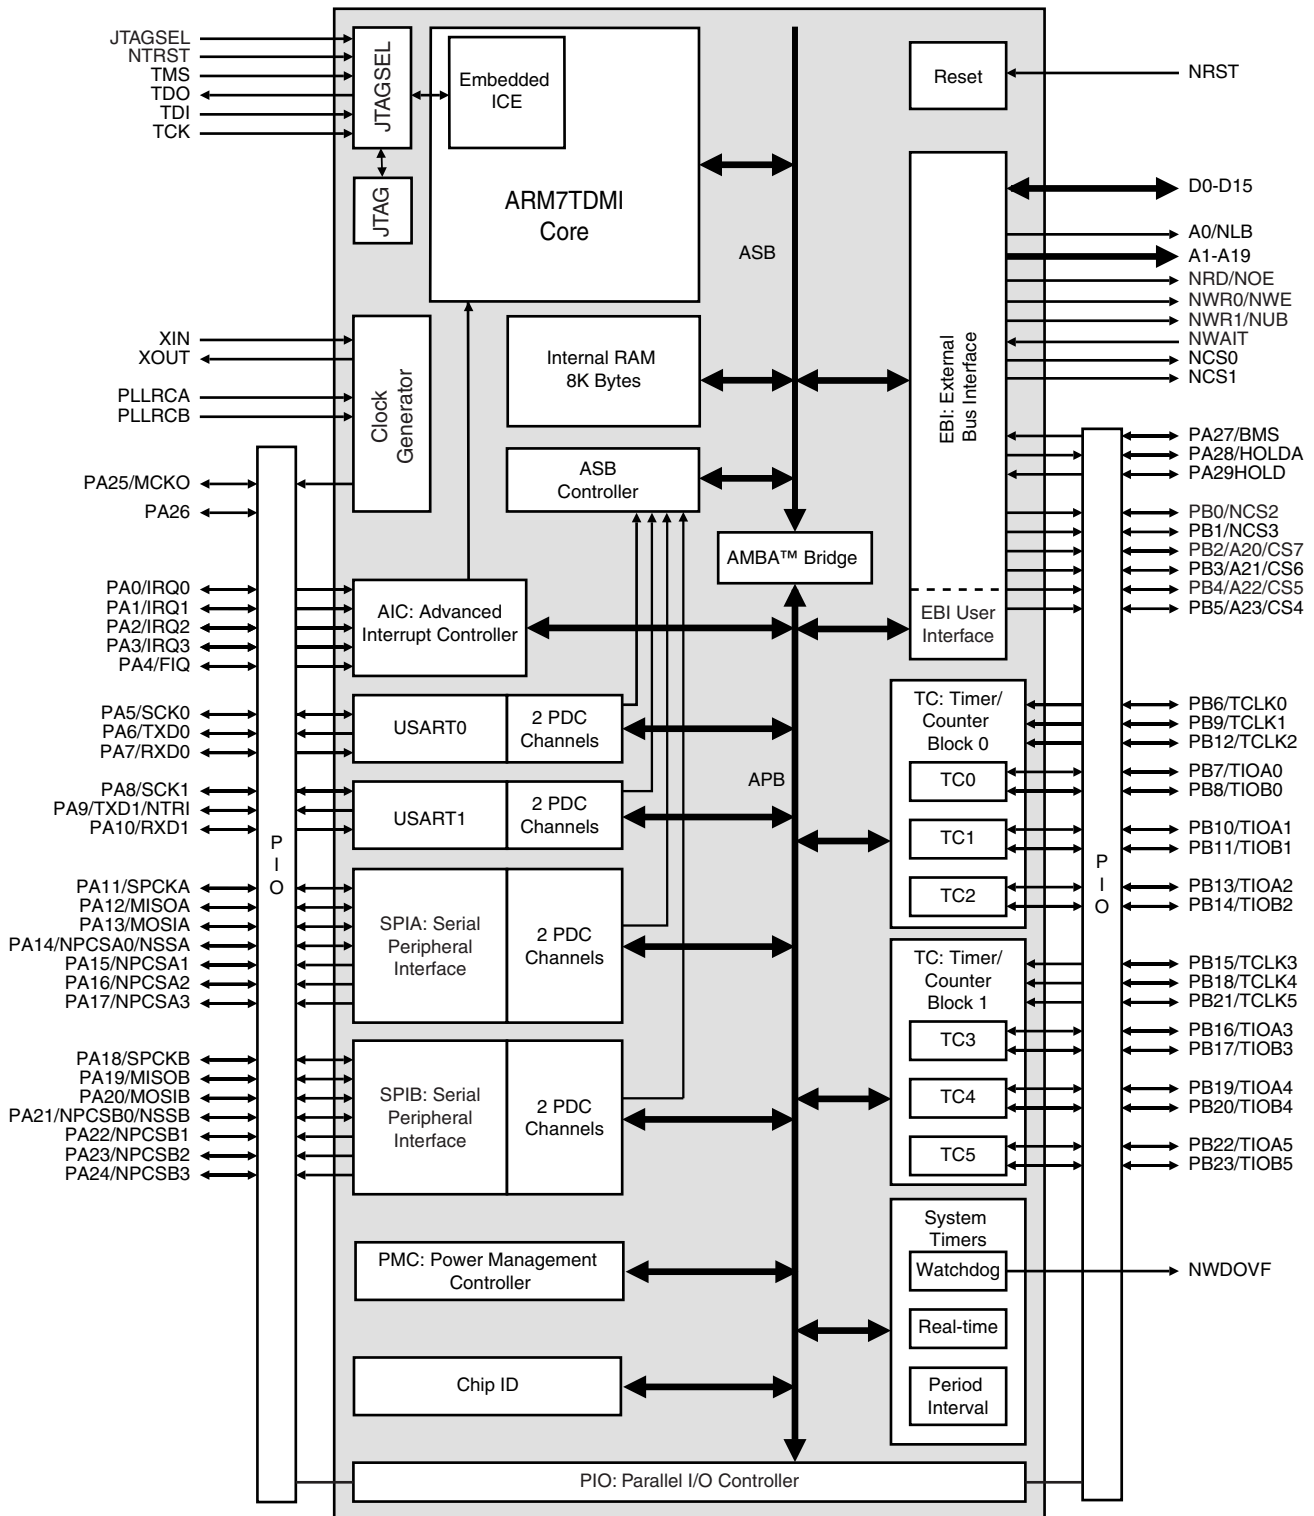 JTAGSEL
NTRST
TMS
TDO
TDI
TCK
JTAGSEL
JTAG
Embedded
ICE
ARM7TDMI
Core
ASB
Reset
NRST
D0-D15
A0/NLB
A1-A19
NRD/NOE
NWR0/NWE
NWR1/NUB
NWAIT
NCS0
NCS1
EBI: External
Bus Interface
XIN
XOUT
PLLRCA
PLLRCB
Clock
Generator
Internal RAM
8K Bytes
ASB
Controller
AMBA™ Bridge
PA25/MCKO
PA26
PA27/BMS
PA28/HOLDA
PA29HOLD
PB0/NCS2
PB1/NCS3
PB2/A20/CS7
PB3/A21/CS6
PB4/A22/CS5
PB5/A23/CS4
EBI User
Interface
PA0/IRQ0
PA1/IRQ1
PA2/IRQ2
PA3/IRQ3
PA4/FIQ
AIC: Advanced
Interrupt Controller
PA5/SCK0
PA6/TXD0
PA7/RXD0
USART0
2 PDC
Channels
PA8/SCK1
PA9/TXD1/NTRI
PA10/RXD1
USART1
2 PDC
Channels
APB
P
I
O
TC: Timer/
Counter
Block 0
TC0
TC1
TC2
PB6/TCLK0
PB9/TCLK1
PB12/TCLK2
PB7/TIOA0
PB8/TIOB0
PB10/TIOA1
PB11/TIOB1
PB13/TIOA2
PB14/TIOB2
P
I
O
PA11/SPCKA
PA12/MISOA
PA13/MOSIA
PA14/NPCSA0/NSSA
PA15/NPCSA1
PA16/NPCSA2
PA17/NPCSA3
SPIA: Serial
Peripheral
Interface
2 PDC
Channels
TC: Timer/
Counter
Block 1
TC3
TC4
TC5
PB15/TCLK3
PB18/TCLK4
PB21/TCLK5
PB16/TIOA3
PB17/TIOB3
PB19/TIOA4
PB20/TIOB4
PB22/TIOA5
PB23/TIOB5
PA18/SPCKB
PA19/MISOB
PA20/MOSIB
PA21/NPCSB0/NSSB
PA22/NPCSB1
PA23/NPCSB2
PA24/NPCSB3
SPIB: Serial
Peripheral
Interface
2 PDC
Channels
System
Timers
Watchdog
Real-time
Period
Interval
NWDOVF
PMC: Power Management
Controller
Chip ID
PIO: Parallel I/O Controller